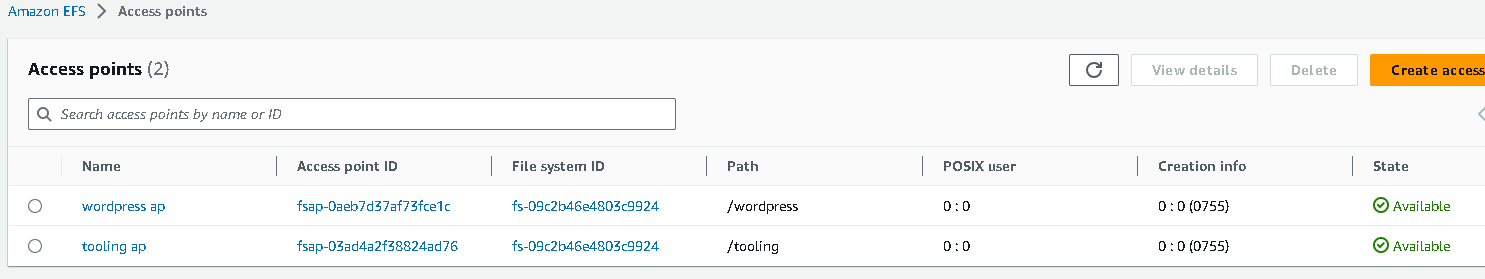 Amazon EFS > Access points
Access points (2)
View details
Delete
Create access
Search access points by name or ID
Name Access point ID File system ID Path POSIX user Creation info State
wordpress ap fsap-0aeb7d37af73fce1c fs-09c2b46e4803c9924 /wordpress 0 : 0 0 : 0 (0755) Available
tooling ap fsap-03ad4a2f38824ad76 fs-09c2b46e4803c9924 /tooling 0 : 0 0 : 0 (0755) Available